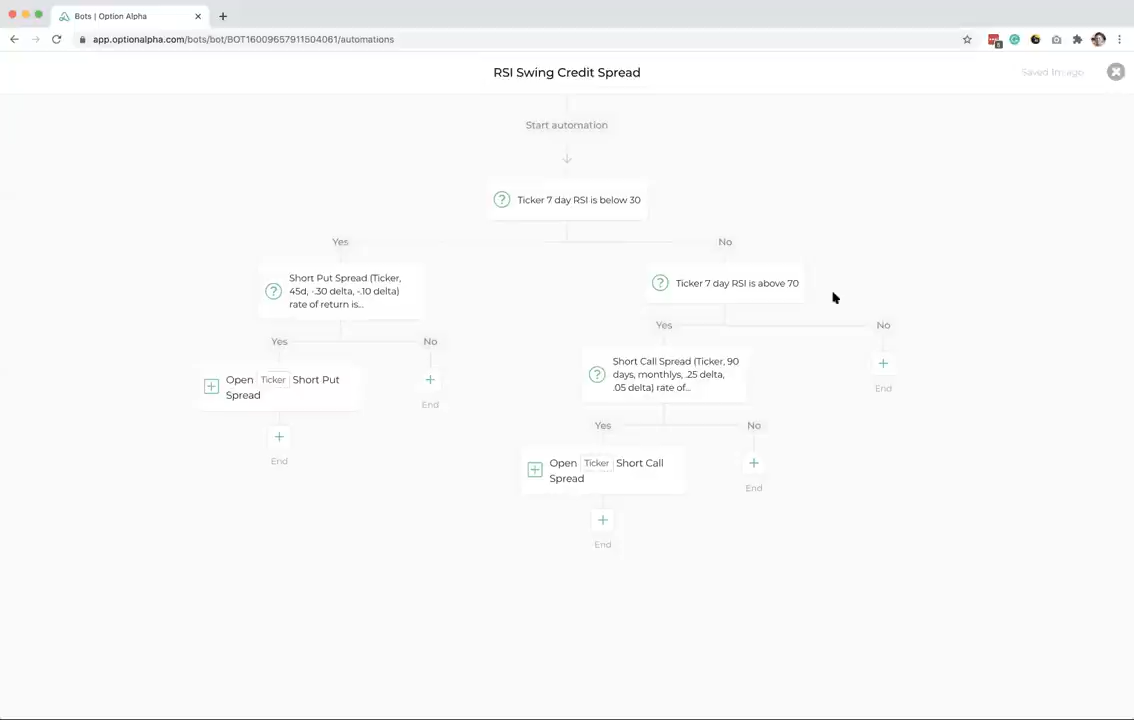 Bots | Option Alpha
app.optionalpha.com/bots/bot/BOT16009657911504061/automations
RSI Swing Credit Spread
Saved Image
Start automation
Ticker 7 day RSI is below 30
Yes
No
Short Put Spread (Ticker,
45d, -.30 delta, -.10 delta)
rate of return is...
Ticker 7 day RSI is above 70
Yes
No
Yes
No
Open Ticker Short Put
Spread
End
Short Call Spread (Ticker, 90
days, monthlys, .25 delta,
.05 delta) rate of...
End
End
Yes
No
Open Ticker Short Call
Spread
End
End